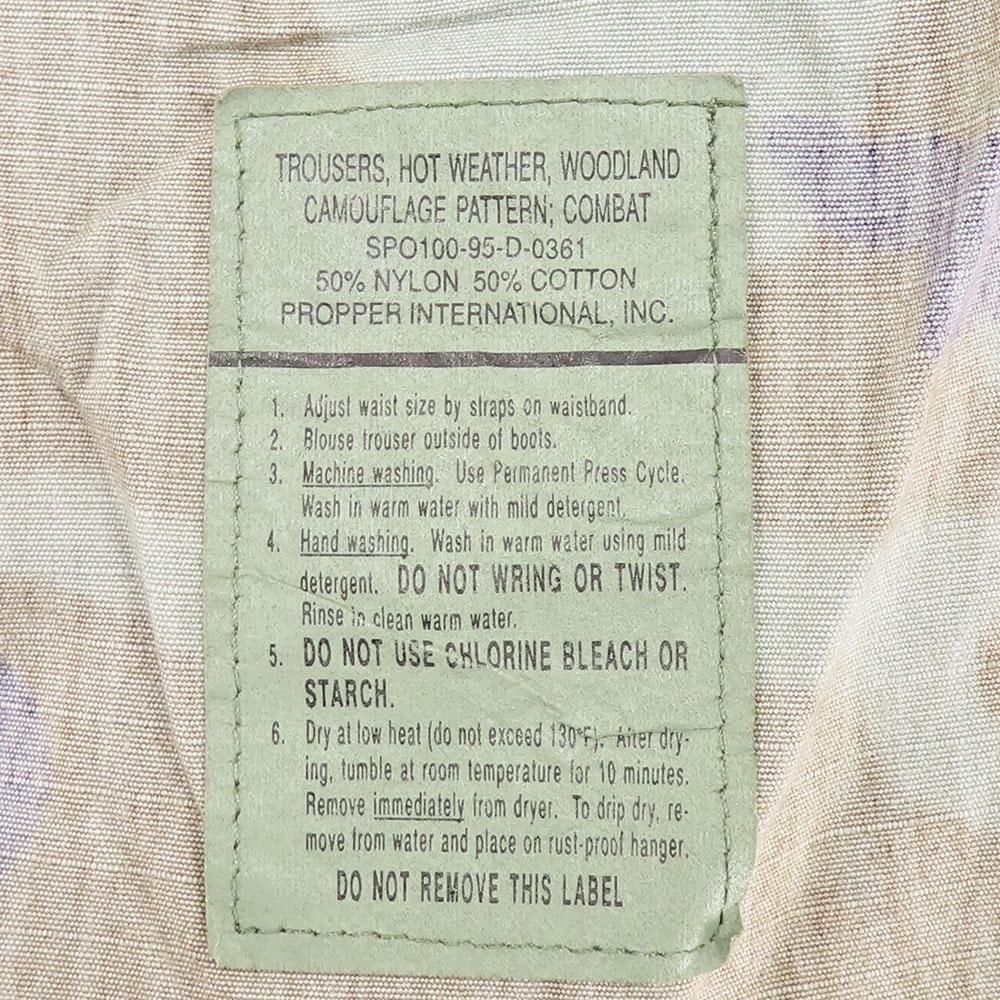 TROUSERS, HOT WEATHER, WOODLAND
CAMOUFLAGE PATTERN; COMBAT
SPO100-95-D-0361
50% NYLON 50% COTTON
PROPPER INTERNATIONAL, INC.
1. Adjust waist size by straps on waistband.
2. Blouse trouser outside of boots.
3. Machine washing. Use Permanent Press Cycle.
Wash in warm water with mild detergent.
4. Hand washing. Wash in warm water using mild
detergent. DO NOT WRING OR TWIST.
Rinse in clean warm water.
5. DO NOT USE CHLORINE BLEACH OR
STARCH.
6. Dry at low heat (do not exceed 130°F). After dry-
ing, tumble at room temperature for 10 minutes.
Remove immediately from dryer. To drip dry, re-
move from water and place on rust-proof hanger.
DO NOT REMOVE THIS LABEL